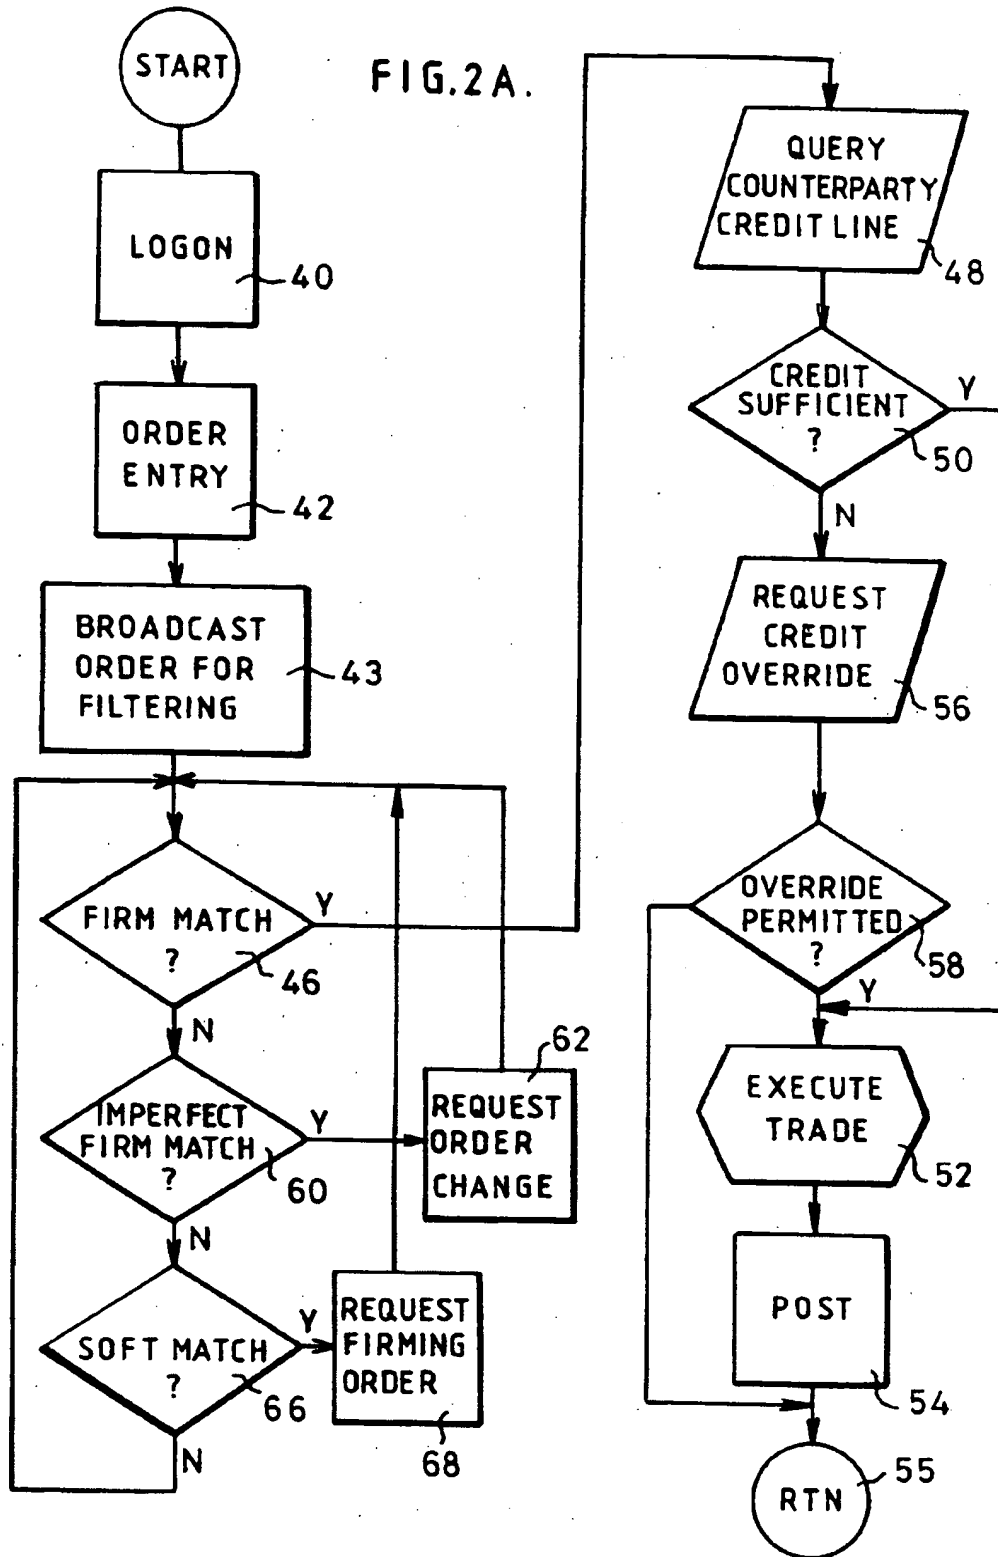 START
FIG.2A.
LOGON
40
ORDER
ENTRY
42
BROADCAST
ORDER FOR
FILTERING
43
FIRM MATCH
?
46
Y
N
IMPERFECT
FIRM MATCH
?
60
Y
N
62
REQUEST
ORDER
CHANGE
SOFT MATCH
?
66
Y
N
REQUEST
FIRMING
ORDER
68
QUERY
COUNTERPARTY
CREDIT LINE
48
CREDIT
SUFFICIENT
?
50
Y
N
REQUEST
CREDIT
OVERRIDE
56
OVERRIDE
PERMITTED
?
58
Y
EXECUTE
TRADE
52
POST
54
RTN
55